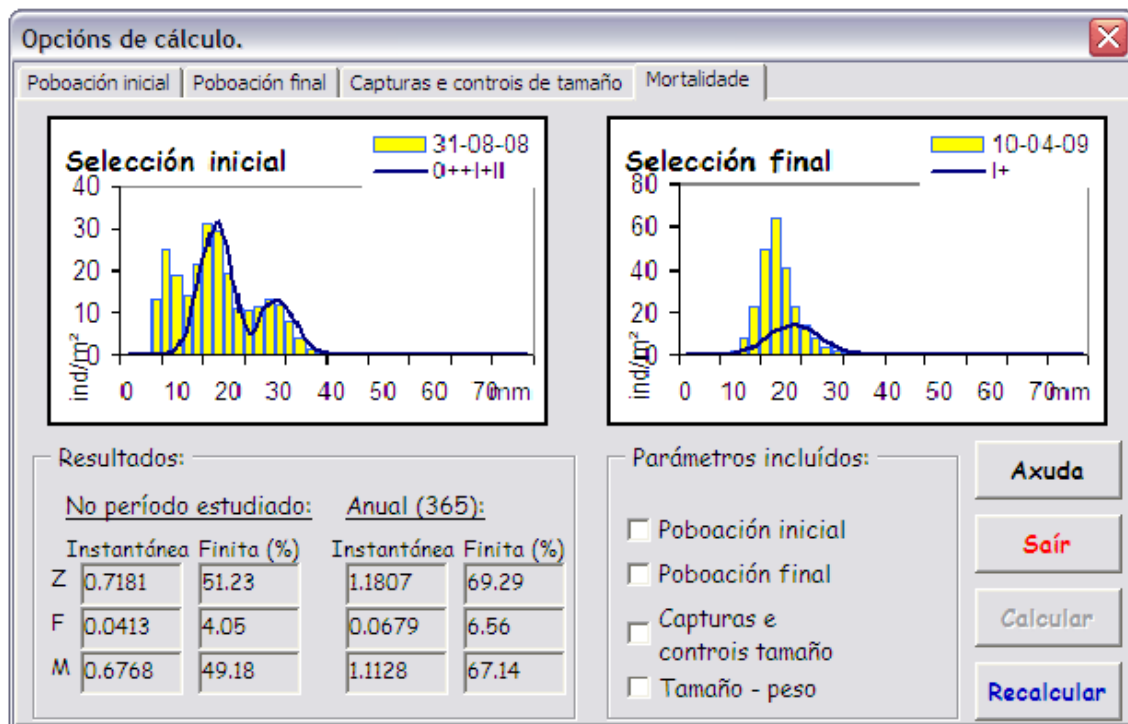 Opcións de cálculo.
Poboación inicial
Poboación final
Capturas e controis de tamaño
Mortalidade
Selección inicial
31-08-08
0++I+II
40
30
20
10
0
ind/m²
0 10 20 30 40 50 60 70 mm
Selección final
10-04-09
I+
80
60
40
20
0
ind/m²
0 10 20 30 40 50 60 70 mm
Resultados:
No período estudiado: Anual (365):
Instantánea Finita (%) Instantánea Finita (%)
Z 0.7181 51.23 1.1807 69.29
F 0.0413 4.05 0.0679 6.56
M 0.6768 49.18 1.1128 67.14
Parámetros incluídos:
Poboación inicial
Poboación final
Capturas e
controis tamaño
Tamaño - peso
Axuda
Saír
Calcular
Recalcular